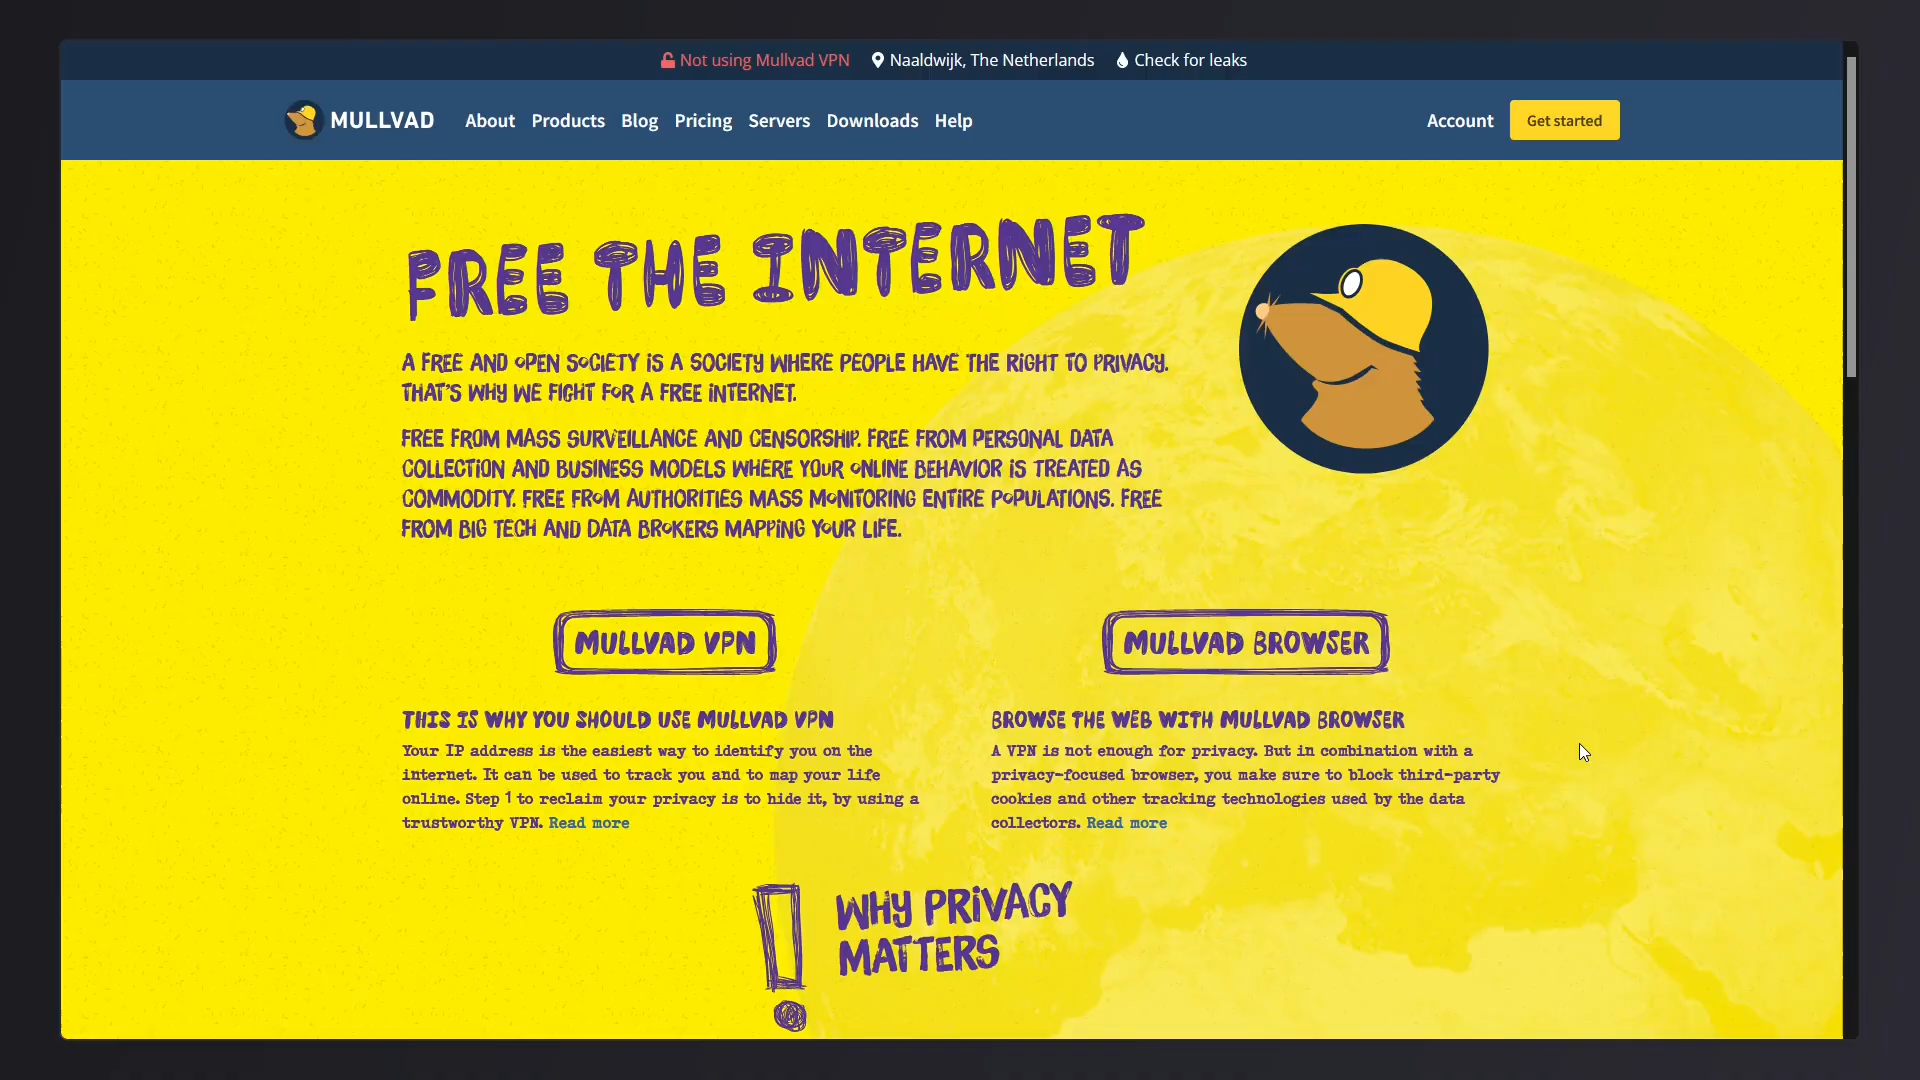 Not using Mullvad VPN Naaldwijk, The Netherlands Check for leaks
MULLVAD About Products Blog Pricing Servers Downloads Help Account Get started
FREE THE INTERNET
A FREE AND OPEN SOCIETY IS A SOCIETY WHERE PEOPLE HAVE THE RIGHT TO PRIVACY.
THAT'S WHY WE FIGHT FOR A FREE INTERNET.
FREE FROM MASS SURVEILLANCE AND CENSORSHIP. FREE FROM PERSONAL DATA
COLLECTION AND BUSINESS MODELS WHERE YOUR ONLINE BEHAVIOR IS TREATED AS
COMMODITY. FREE FROM AUTHORITIES MASS MONITORING ENTIRE POPULATIONS. FREE
FROM BIG TECH AND DATA BROKERS MAPPING YOUR LIFE.
MULLVAD VPN
THIS IS WHY YOU SHOULD USE MULLVAD VPN
Your IP address is the easiest way to identify you on the
internet. It can be used to track you and to map your life
online. Step 1 to reclaim your privacy is to hide it, by using a
trustworthy VPN. Read more
MULLVAD BROWSER
BROWSE THE WEB WITH MULLVAD BROWSER
A VPN is not enough for privacy. But in combination with a
privacy-focused browser, you make sure to block third-party
cookies and other tracking technologies used by the data
collectors. Read more
! WHY PRIVACY
MATTERS